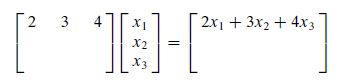 [ 2 3 4 ] [ x₁ x₂ x₃ ] = [ 2x₁ + 3x₂ + 4x₃ ]